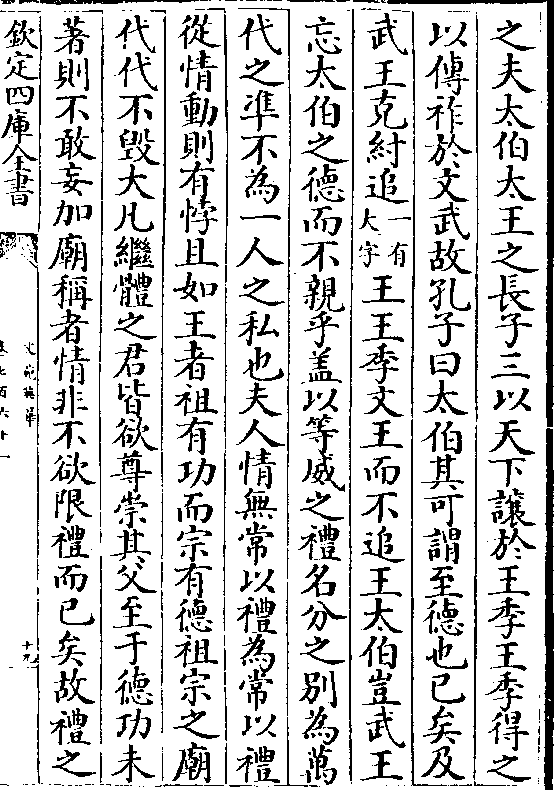 之夫太伯太王之長子三以天下讓於王季王季得之
以傳祚於文武故孔子曰太伯其可謂至德也已矣及
武王克紂追一有大字王王季文王而不追王太伯豈武王
忘太伯之德而不親乎盖以等威之禮名分之別為萬
代之凖不為一人之私也夫人情無常以禮為常以禮
從情動則有悖且如王者祖有功而宗有德祖宗之廟
代代不毀大凡繼體之君皆欲尊崇其父至于德功未
著則不敢妄加廟稱者情非不欲限禮而已矣故禮之
欽定四庫全書
文苑英華
卷七百六十一
十九